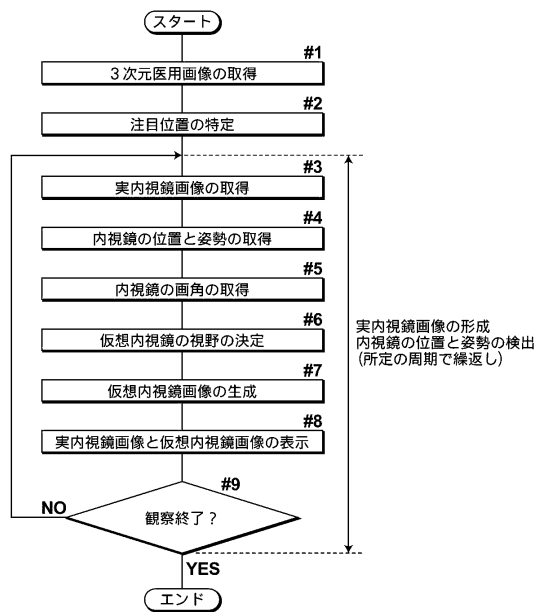 スタート
#1
３次元医用画像の取得
#2
注目位置の特定
#3
実内視鏡画像の取得
#4
内視鏡の位置と姿勢の取得
#5
内視鏡の画角の取得
#6
仮想内視鏡の視野の決定
#7
仮想内視鏡画像の生成
#8
実内視鏡画像と仮想内視鏡画像の表示
#9
観察終了？
NO
YES
エンド
実内視鏡画像の形成
内視鏡の位置と姿勢の検出
(所定の周期で繰返し)